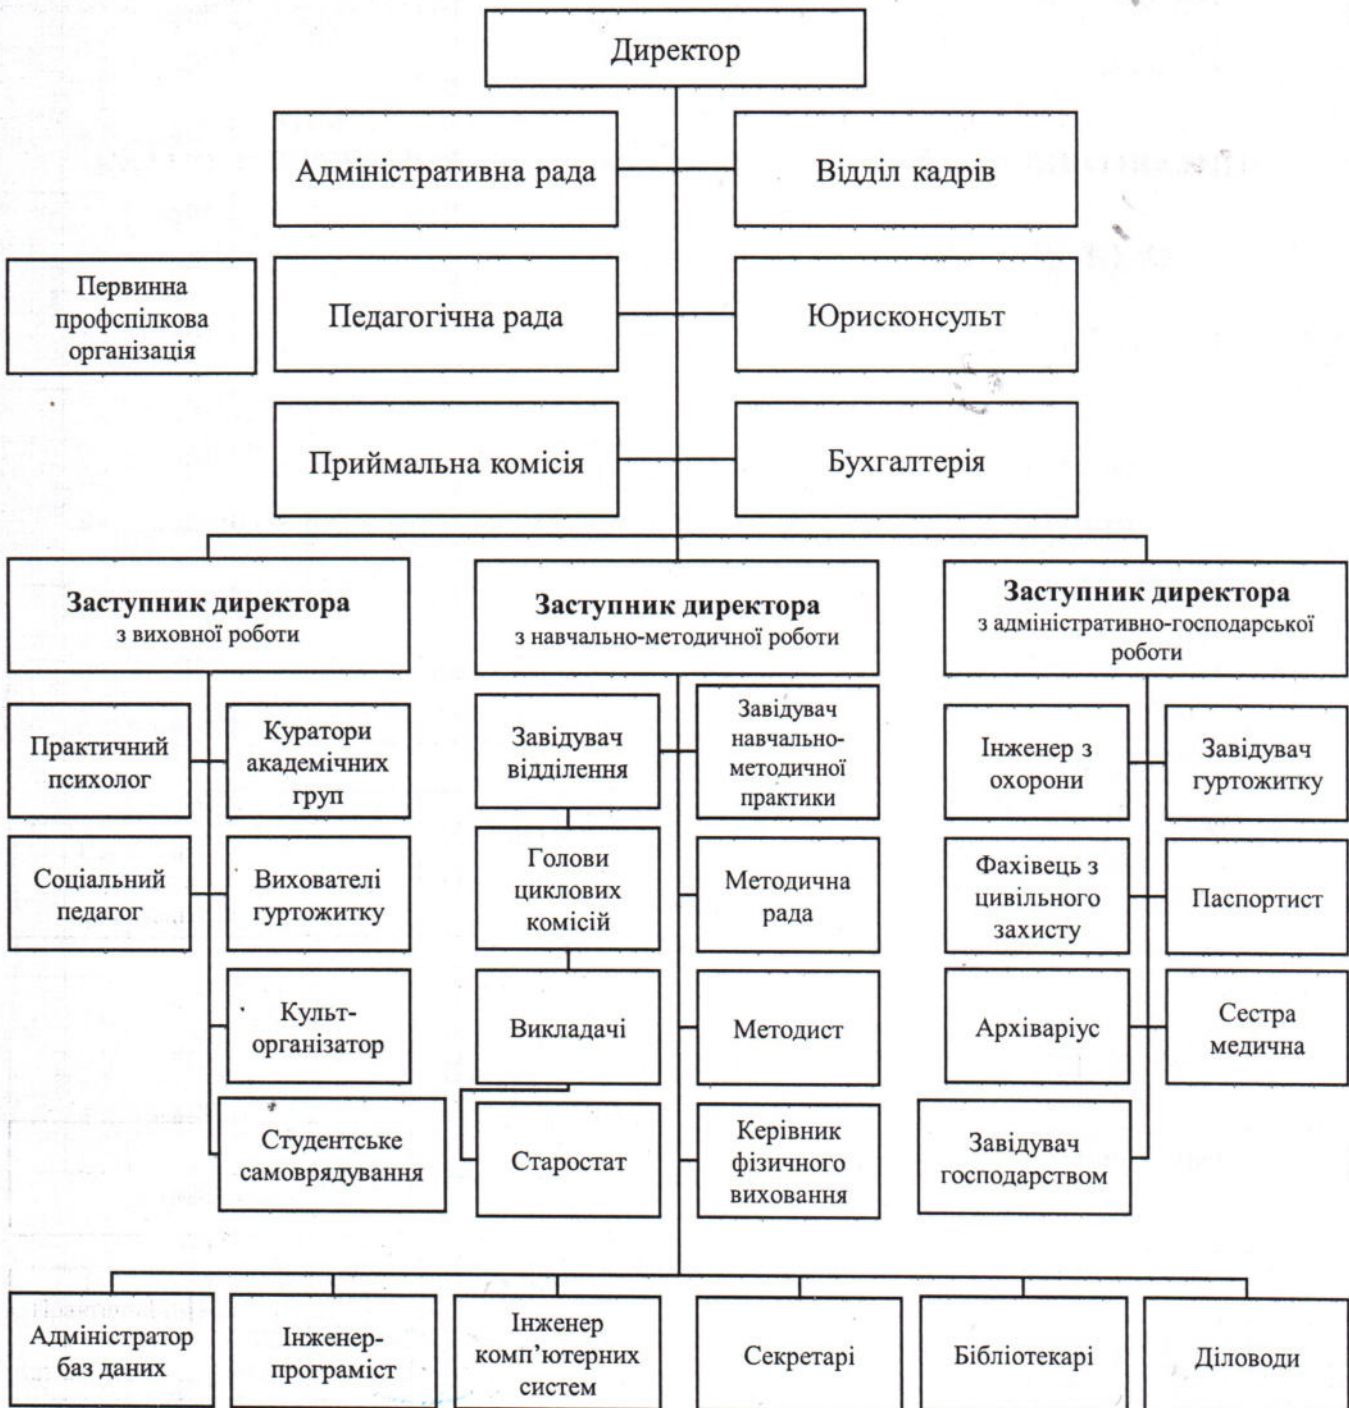 Директор
Адміністративна рада
Відділ кадрів
Первинна
профспілкова
організація
Педагогічна рада
Юрисконсульт
Приймальна комісія
Бухгалтерія
Заступник директора
з виховної роботи
Заступник директора
з навчально-методичної роботи
Заступник директора
з адміністративно-господарської
роботи
Практичний
психолог
Куратори
академічних
груп
Завідувач
відділення
Завідувач
навчально-
методичної
практики
Інженер з
охорони
Завідувач
гуртожитку
Соціальний
педагог
Вихователі
гуртожитку
Голови
циклових
комісій
Методична
рада
Фахівець з
цивільного
захисту
Паспортист
Культ-
організатор
Викладачі
Методист
Архіваріус
Сестра
медична
Студентське
самоврядування
Старостат
Керівник
фізичного
виховання
Завідувач
господарством
Адміністратор
баз даних
Інженер-
програміст
Інженер
комп’ютерних
систем
Секретарі
Бібліотекарі
Діловоди